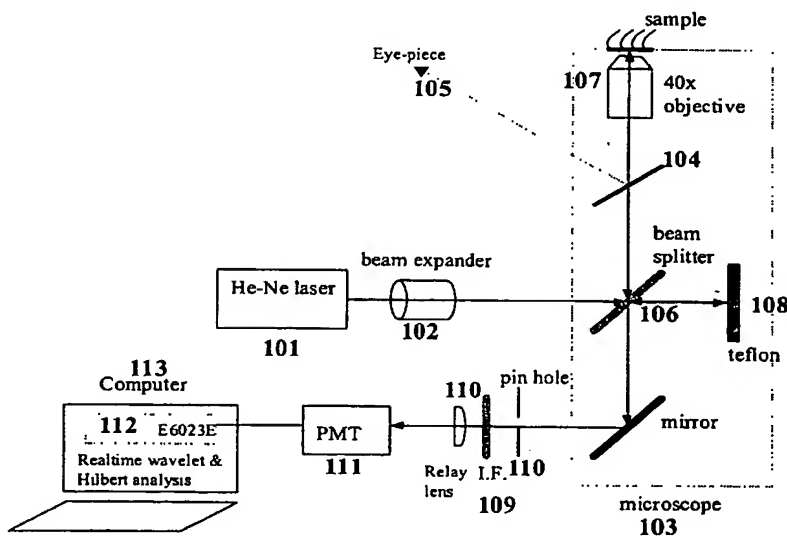 sample
Eye-piece
105
107
40x
objective
104
beam
splitter
beam expander
He-Ne laser
102
106
108
101
teflon
113
Computer
110
pin hole
112
E6023E
PMT
mirror
Realtime wavelet &
Hilbert analysis
111
Relay
lens
I.F.
110
109
microscope
103